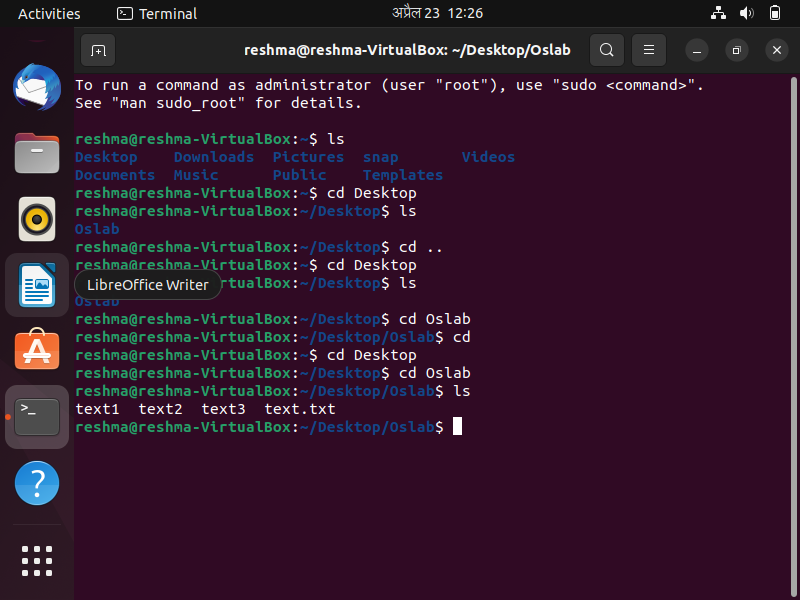 Activities Terminal अप्रैल 23 12:26
reshma@reshma-VirtualBox: ~/Desktop/Oslab
To run a command as administrator (user "root"), use "sudo <command>".
See "man sudo_root" for details.
reshma@reshma-VirtualBox:~$ ls
Desktop Downloads Pictures snap Videos
Documents Music Public Templates
reshma@reshma-VirtualBox:~$ cd Desktop
reshma@reshma-VirtualBox:~/Desktop$ ls
Oslab
reshma@reshma-VirtualBox:~/Desktop$ cd ..
reshma@reshma-VirtualBox:~$ cd Desktop
LibreOffice Writer
reshma@reshma-VirtualBox:~/Desktop$ ls
Oslab
reshma@reshma-VirtualBox:~/Desktop$ cd Oslab
reshma@reshma-VirtualBox:~/Desktop/Oslab$ cd
reshma@reshma-VirtualBox:~$ cd Desktop
reshma@reshma-VirtualBox:~/Desktop$ cd Oslab
reshma@reshma-VirtualBox:~/Desktop/Oslab$ ls
text1 text2 text3 text.txt
reshma@reshma-VirtualBox:~/Desktop/Oslab$